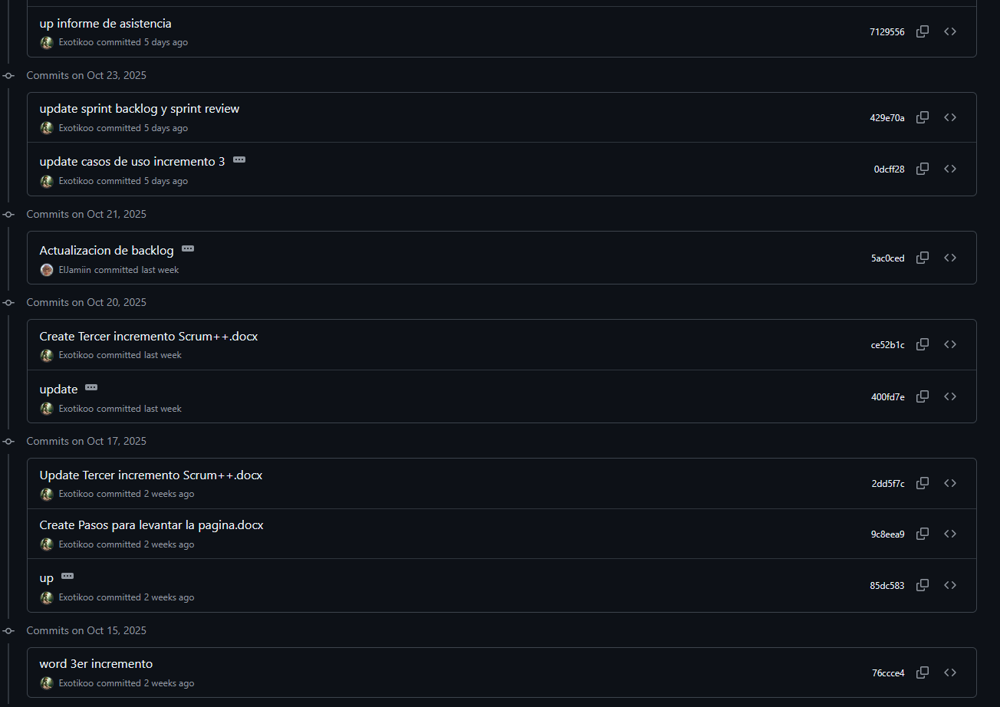 up informe de asistencia
7129556
Exotikoo committed 5 days ago
Commits on Oct 23, 2025
update sprint backlog y sprint review
429e70a
Exotikoo committed 5 days ago
update casos de uso incremento 3
0dcff28
Exotikoo committed 5 days ago
Commits on Oct 21, 2025
Actualizacion de backlog
5ac0ced
ElJamiin committed last week
Commits on Oct 20, 2025
Create Tercer incremento Scrum++.docx
ce52b1c
Exotikoo committed last week
update
400fd7e
Exotikoo committed last week
Commits on Oct 17, 2025
Update Tercer incremento Scrum++.docx
2dd5f7c
Exotikoo committed 2 weeks ago
Create Pasos para levantar la pagina.docx
9c8eea9
Exotikoo committed 2 weeks ago
up
85dc583
Exotikoo committed 2 weeks ago
Commits on Oct 15, 2025
word 3er incremento
76ccce4
Exotikoo committed 2 weeks ago